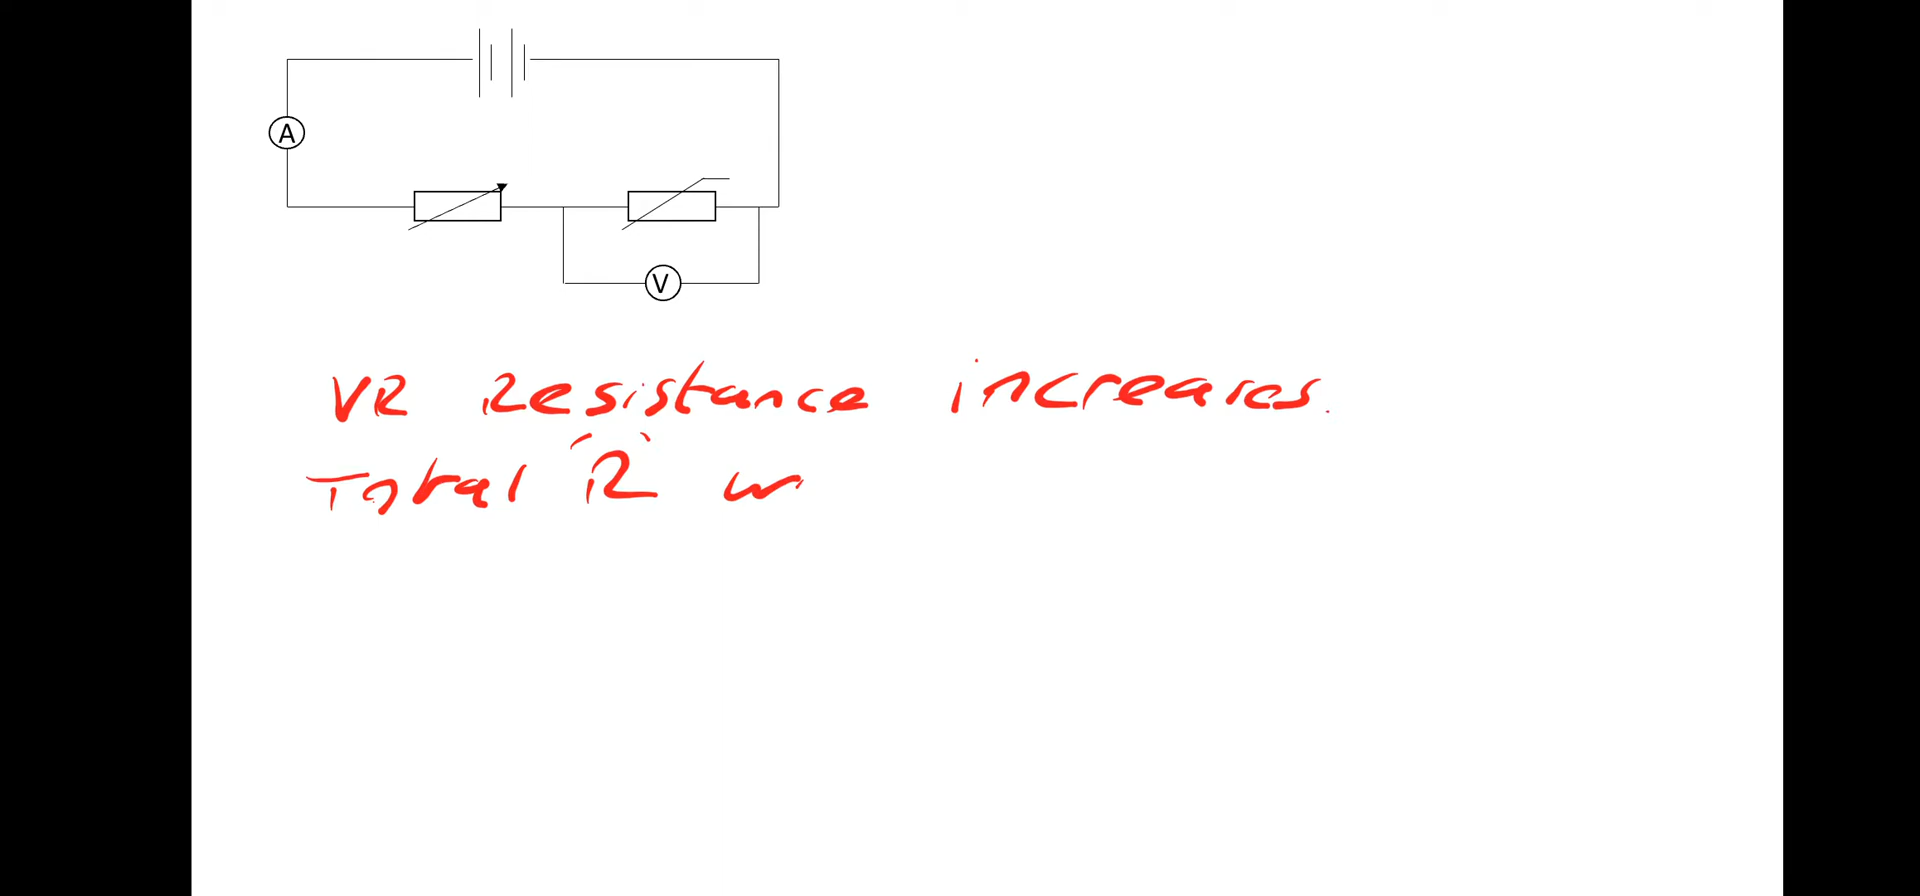 A
V
VR Resistance increases.
Total R w